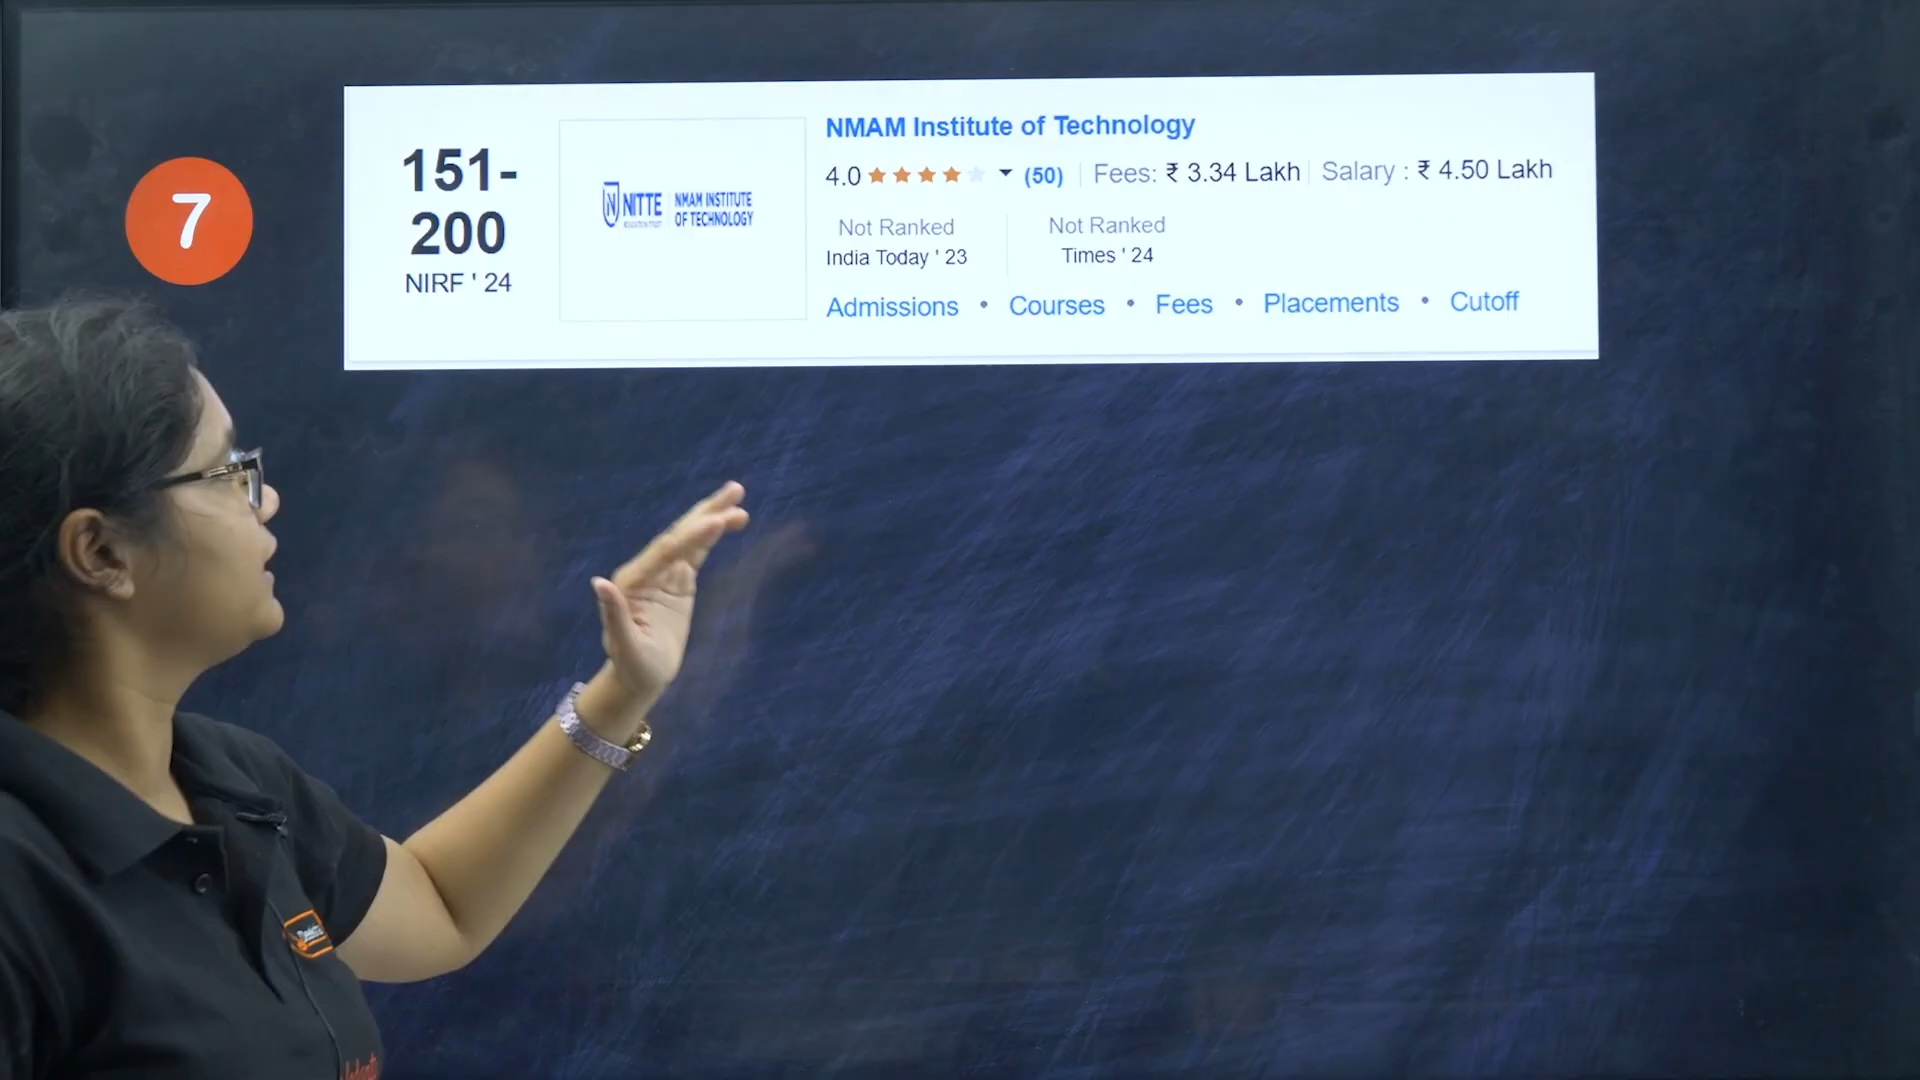 7
151-
200
NIRF ' 24
NITTE
NMAM INSTITUTE
OF TECHNOLOGY
NMAM Institute of Technology
4.0 (50) Fees: ₹ 3.34 Lakh Salary : ₹ 4.50 Lakh
Not Ranked Not Ranked
India Today ' 23 Times ' 24
Admissions • Courses • Fees • Placements • Cutoff